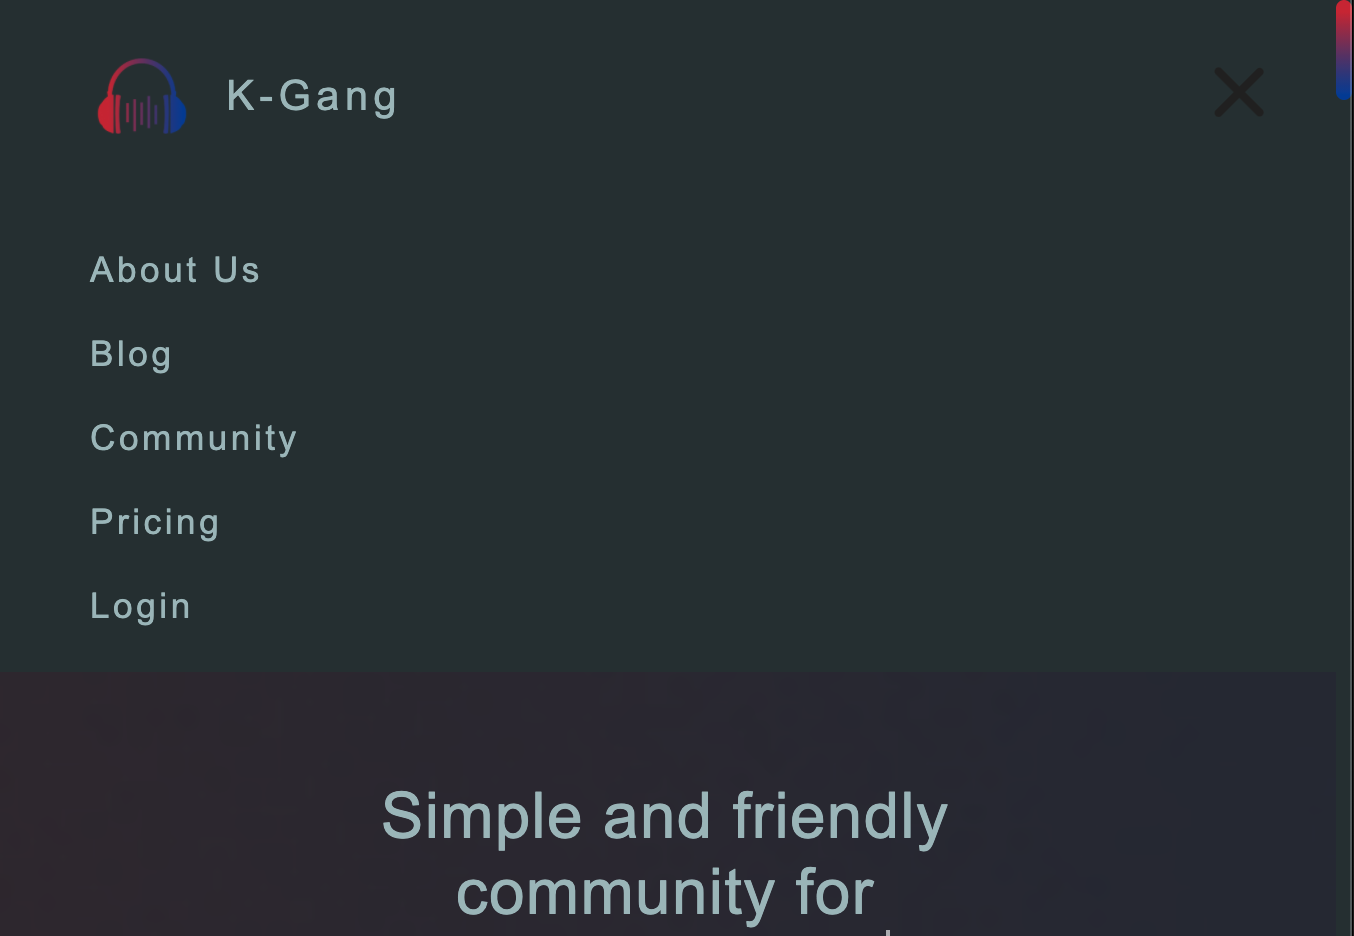 K-Gang
About Us
Blog
Community
Pricing
Login
Simple and friendly
community for